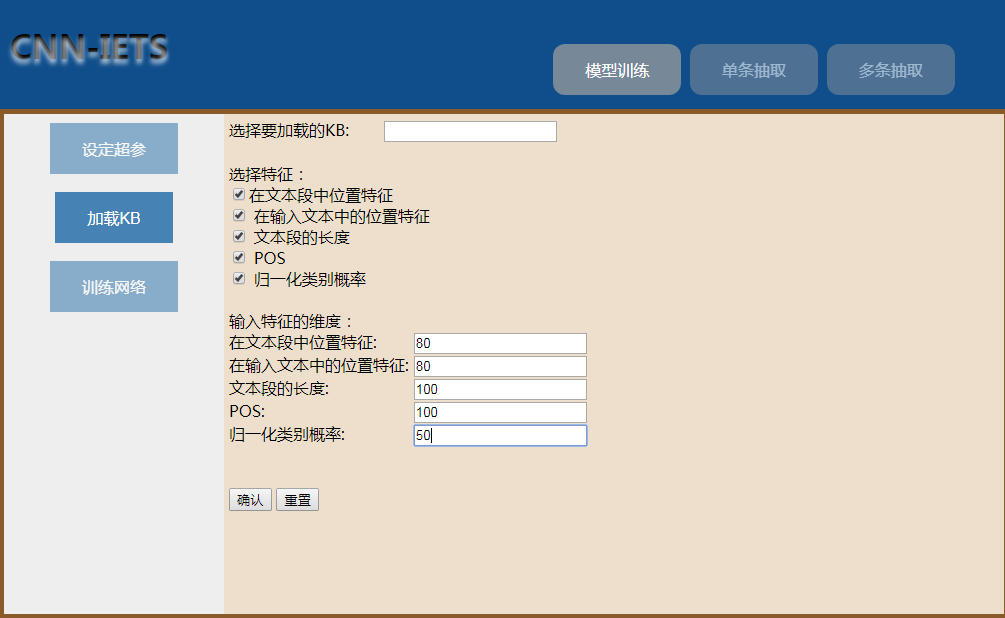 CNN-IETS
模型训练 单条抽取 多条抽取
设定超参
加载KB
训练网络
选择要加载的KB:
选择特征：
在文本段中位置特征
在输入文本中的位置特征
文本段的长度
POS
归一化类别概率
输入特征的维度：
在文本段中位置特征: 80
在输入文本中的位置特征: 80
文本段的长度: 100
POS: 100
归一化类别概率: 50
确认 重置